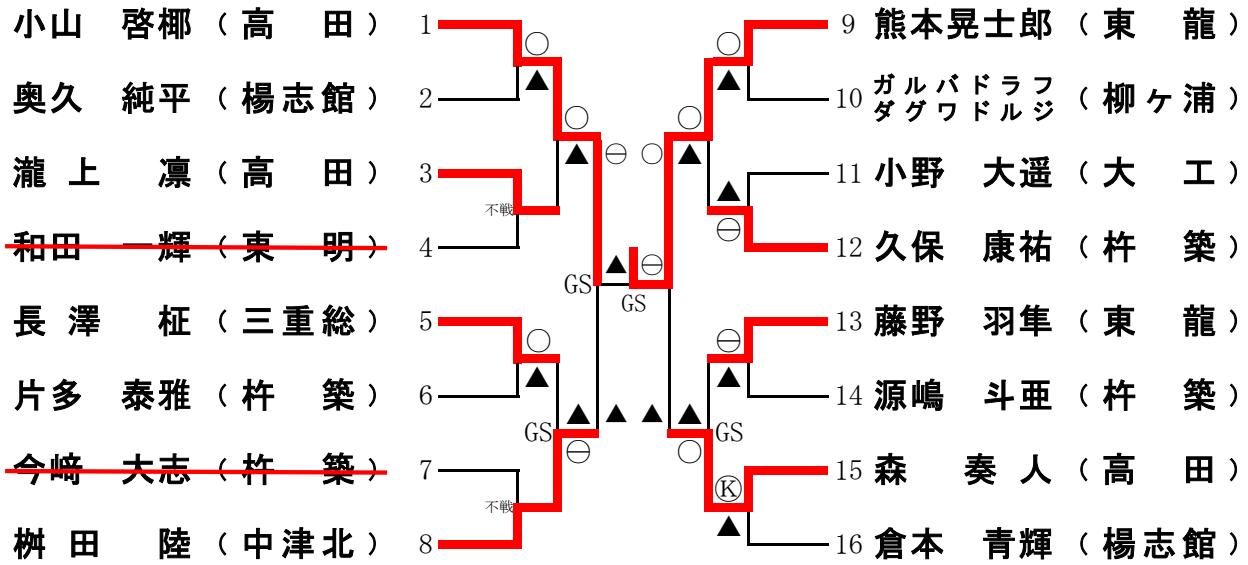 小山 啓椰 （ 高 田 ） 1
奥久 純平 （ 楊志館 ） 2
瀧上 凛 （ 高 田 ） 3
和田 一輝 （ 東 明 ） 4
長澤 柾 （ 三重総 ） 5
片多 泰雅 （ 杵 築 ） 6
今﨑 大志 （ 杵 築 ） 7
桝田 陸 （ 中津北 ） 8
不戦
不戦
GS
GS
GS
GS
Ⓚ
9 熊本晃士郎 （ 東 龍 ）
10 ガルバドラフ
ダグワドルジ （ 柳ヶ浦 ）
11 小野 大遥 （ 大 工 ）
12 久保 康祐 （ 杵 築 ）
13 藤野 羽隼 （ 東 龍 ）
14 源嶋 斗亜 （ 杵 築 ）
15 森 奏人 （ 高 田 ）
16 倉本 青輝 （ 楊志館 ）